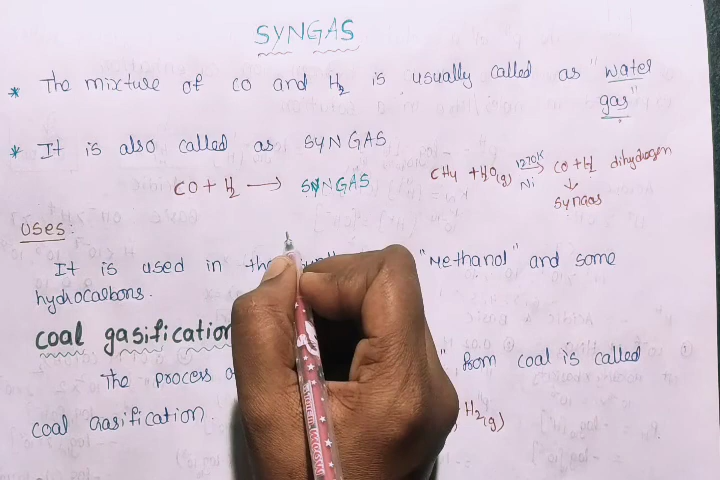 SYNGAS
* The mixture of CO and H2 is usually called as "water
gas"
* It is also called as SYNGAS
CO + H2 → SYNGAS
CH4 + H2O(g) 1270K → Ni CO + H2 dihydrogen
↓
Syngas
Uses:
It is used in the "Methanol" and some
hydrocarbons.
coal gasification
The process " from coal is called
coal gasification.
H2(g)